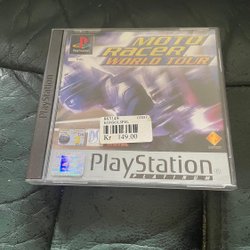 MOTO
RACER
WORLD TOUR
PlayStation
Kr 149.00
PlayStation
PLATINUM